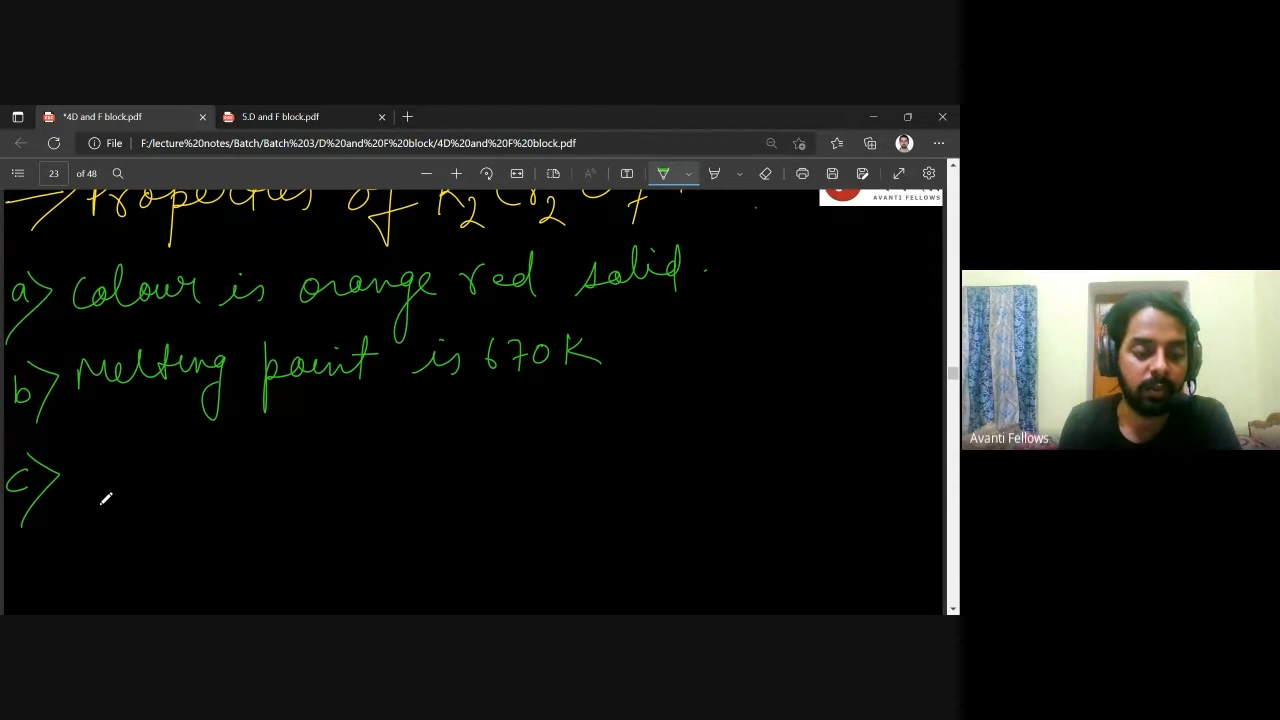 *4D and F block.pdf
5.D and F block.pdf
File
F:/lecture%20notes/Batch/Batch%203/D%20and%20F%20block/4D%20and%20F%20block.pdf
23 of 48
→ Properties of K2Cr2O7.
AVANTI FELLOWS
a> Colour is orange red solid.
b> Melting point is 670K
c>
Avanti Fellows